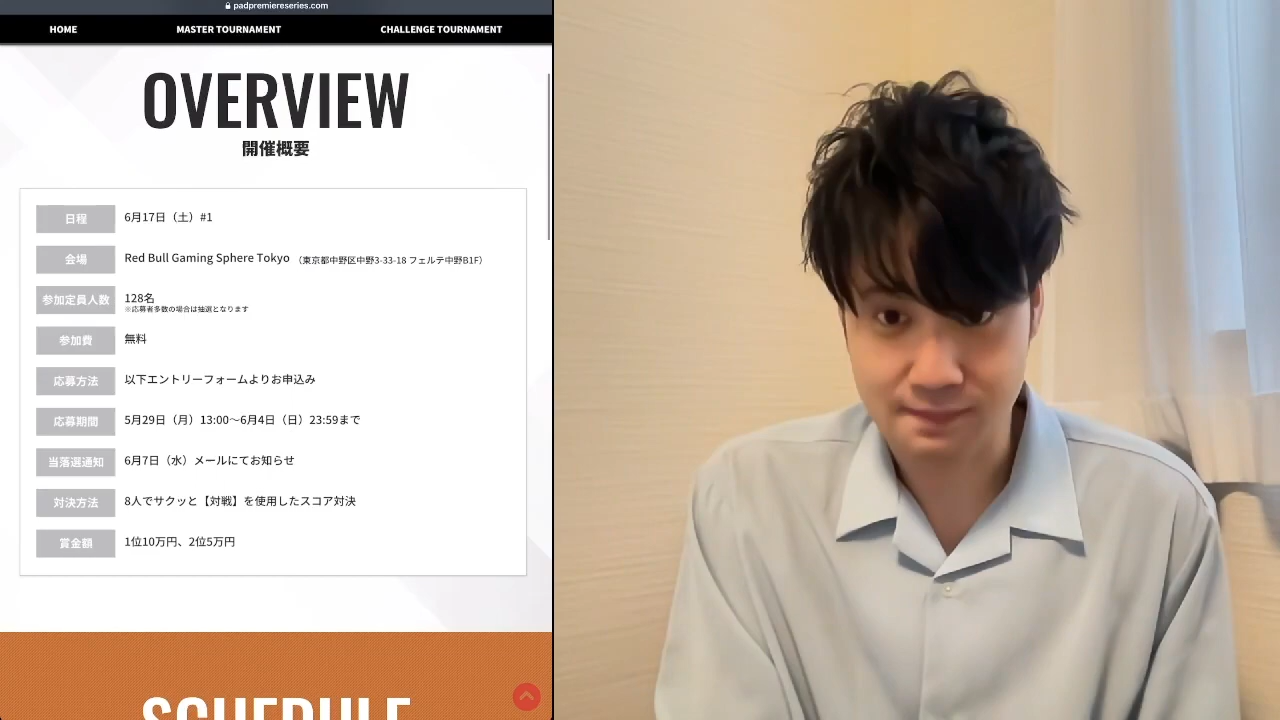 padpremiereseries.com
HOME MASTER TOURNAMENT CHALLENGE TOURNAMENT
OVERVIEW
開催概要
日程 6月17日（土）#1
会場 Red Bull Gaming Sphere Tokyo （東京都中野区中野3-33-18 フェルテ中野B1F）
参加定員人数 128名
※応募者多数の場合は抽選となります
参加費 無料
応募方法 以下エントリーフォームよりお申込み
応募期間 5月29日（月）13:00～6月4日（日）23:59まで
当落選通知 6月7日（水）メールにてお知らせ
対決方法 8人でサクッと【対戦】を使用したスコア対決
賞金額 1位10万円、2位5万円
SCHEDULE